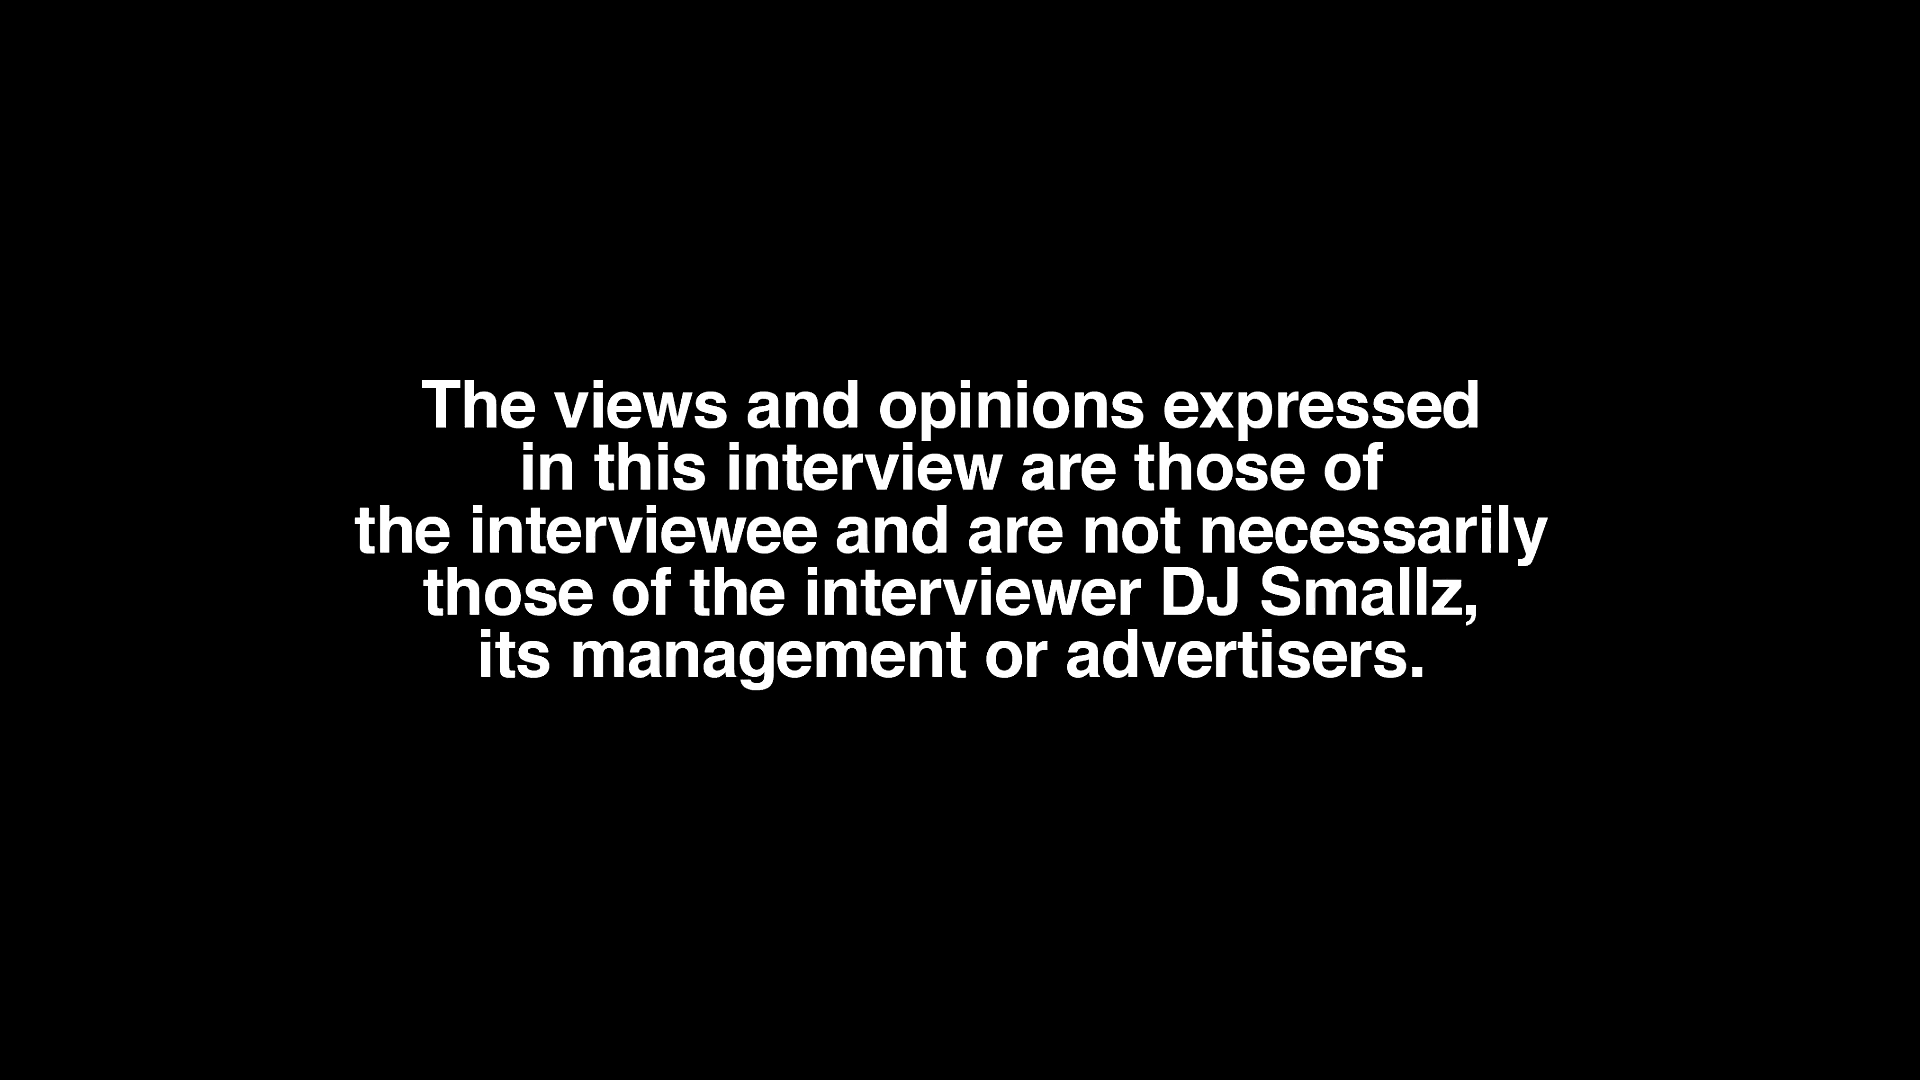 The views and opinions expressed
in this interview are those of
the interviewee and are not necessarily
those of the interviewer DJ Smallz,
its management or advertisers.